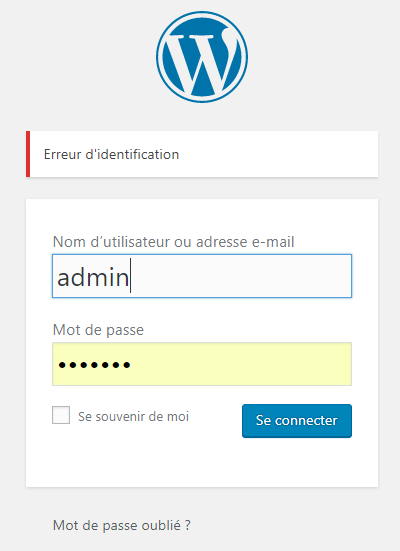 Erreur d'identification
Nom d’utilisateur ou adresse e-mail
admin
Mot de passe
•••••••
Se souvenir de moi
Se connecter
Mot de passe oublié ?